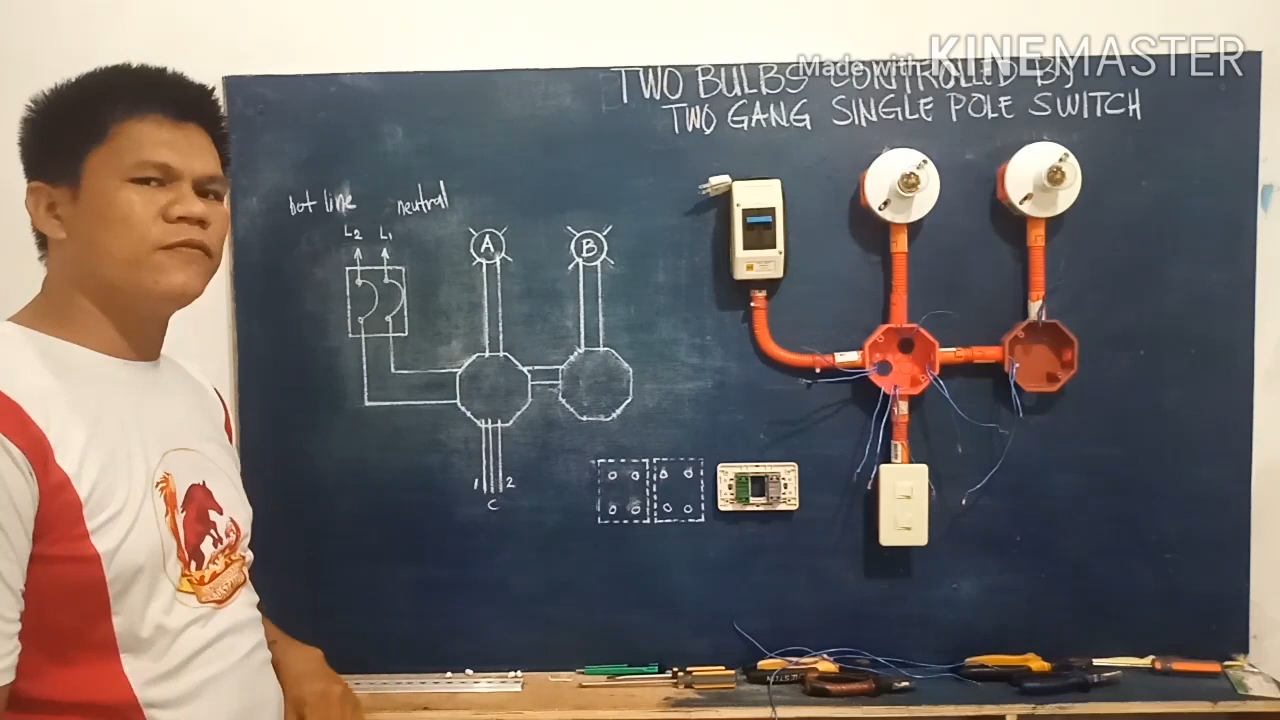 Made with KINEMASTER
TWO BULBS CONTROLLED BY
TWO GANG SINGLE POLE SWITCH
hot line neutral
L2 L1
A B
1 2
C